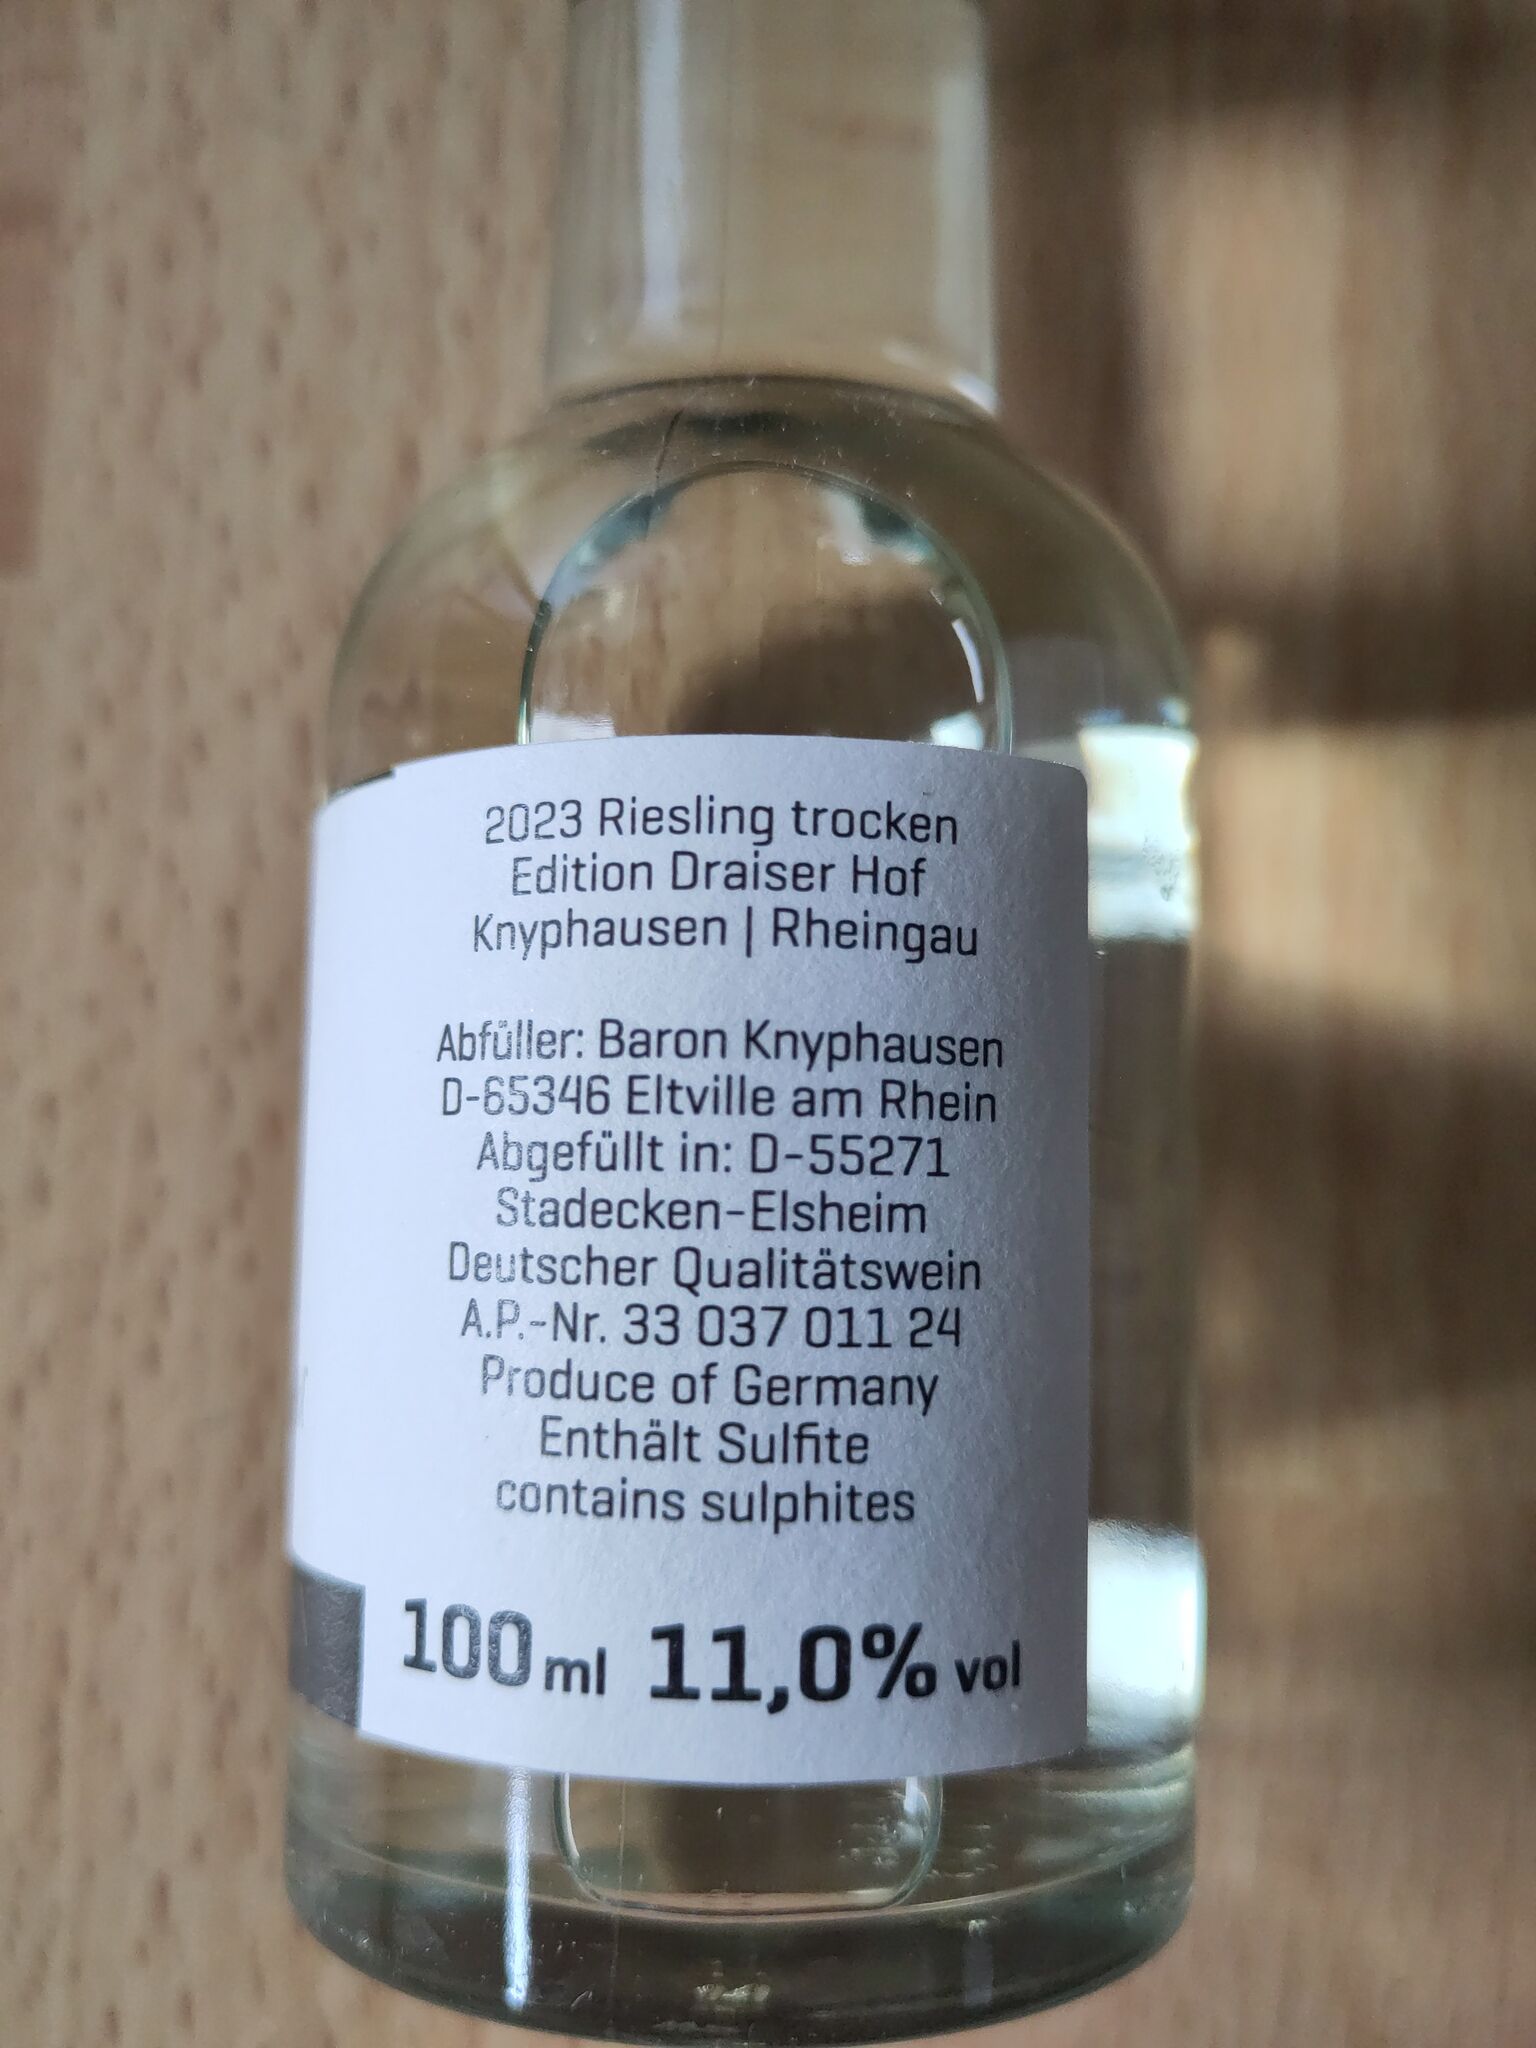 2023 Riesling trocken
Edition Draiser Hof
Knyphausen | Rheingau
Abfüller: Baron Knyphausen
D-65346 Eltville am Rhein
Abgefüllt in: D-55271
Stadecken-Elsheim
Deutscher Qualitätswein
A.P.-Nr. 33 037 011 24
Produce of Germany
Enthält Sulfite
contains sulphites
100 ml 11,0% vol